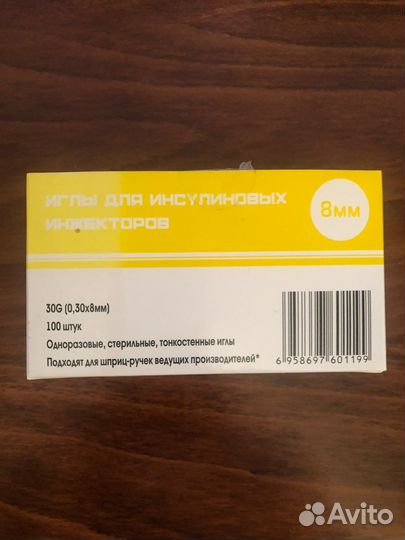 ИГЛЫ ДЛЯ ИНСУЛИНОВЫХ
ИНЖЕКТОРОВ
8мм
30G (0,30х8мм)
100 штук
Одноразовые, стерильные, тонкостенные иглы
Подходят для шприц-ручек ведущих производителей*
6 958697 601199
Avito